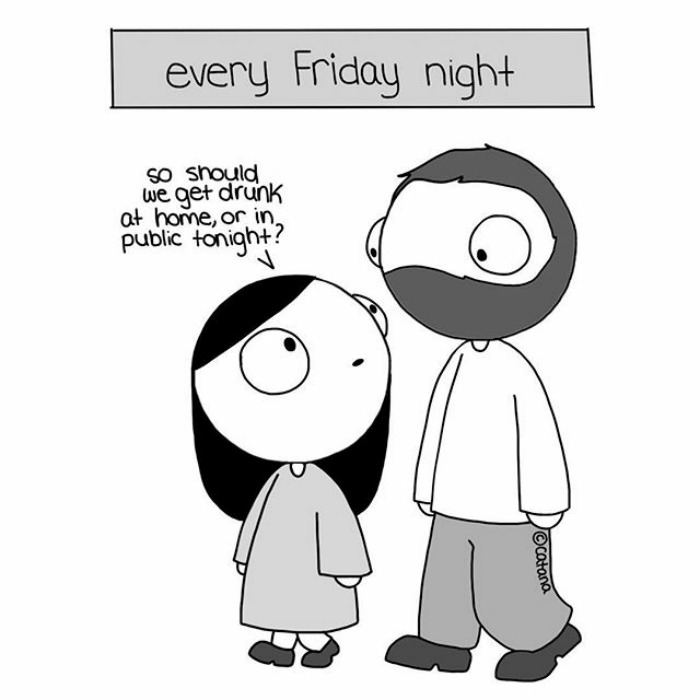 every Friday night
so should
we get drunk
at home, or in
public tonight?
©catana